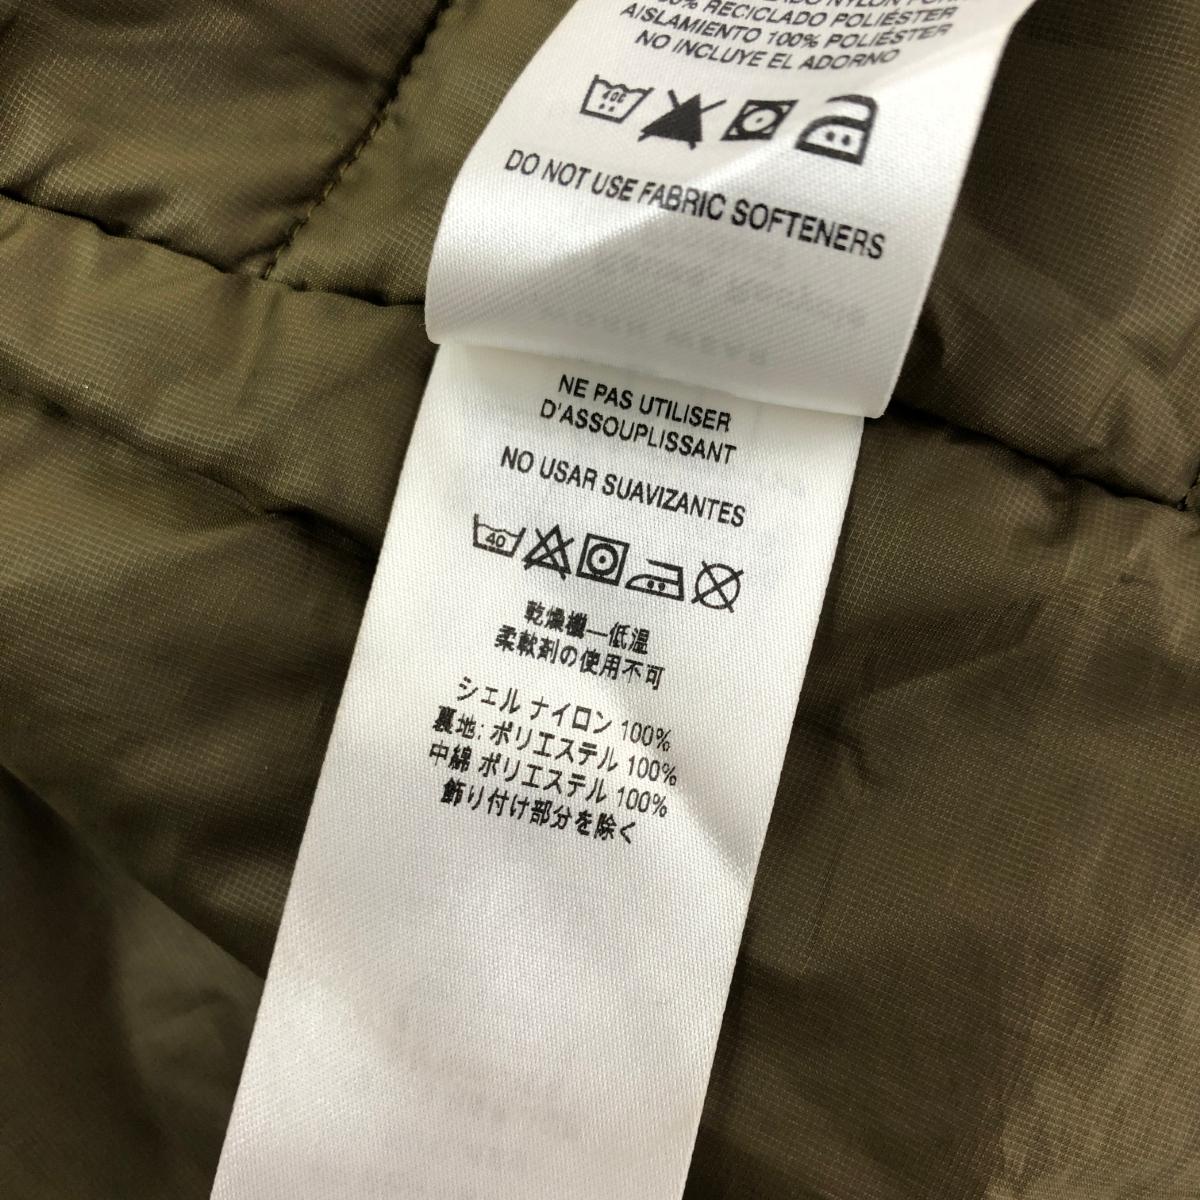 NYLON
RECICLADO POLIÉSTER
AISLAMIENTO 100% POLIÉSTER
NO INCLUYE EL ADORNO
DO NOT USE FABRIC SOFTENERS
NE PAS UTILISER
D'ASSOUPLISSANT
NO USAR SUAVIZANTES
40
乾燥機―低温
柔軟剤の使用不可
シェル ナイロン 100%
裏地: ポリエステル 100%
中綿 ポリエステル 100%
飾り付け部分を除く